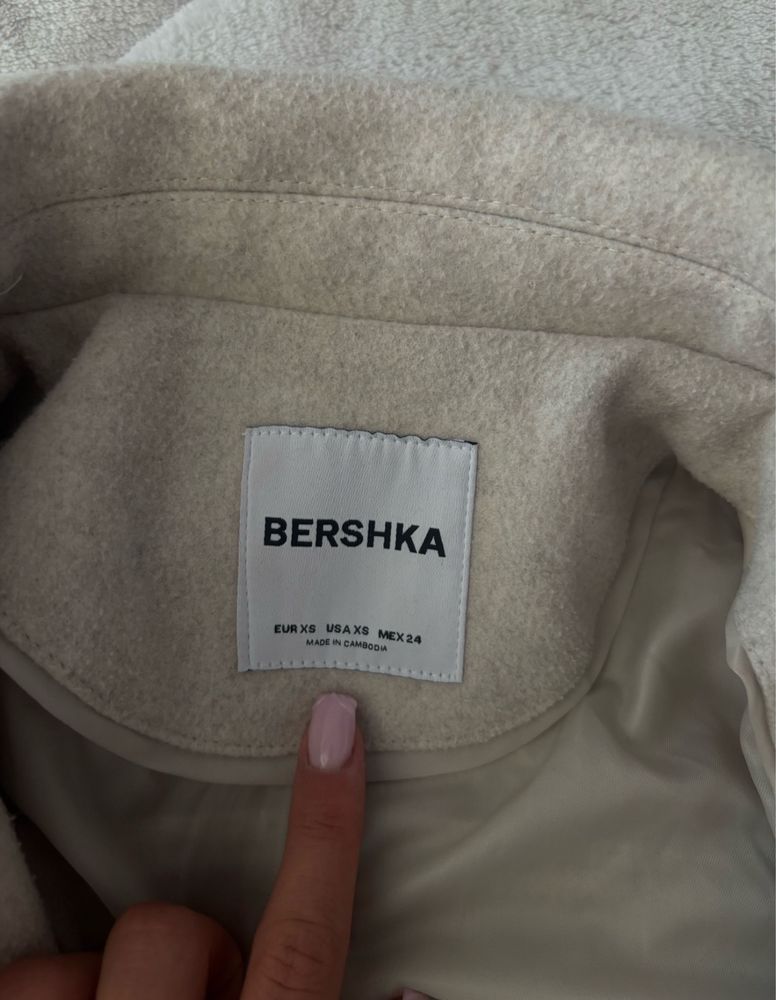 BERSHKA
EUR XS USA XS MEX 24
MADE IN CAMBODIA